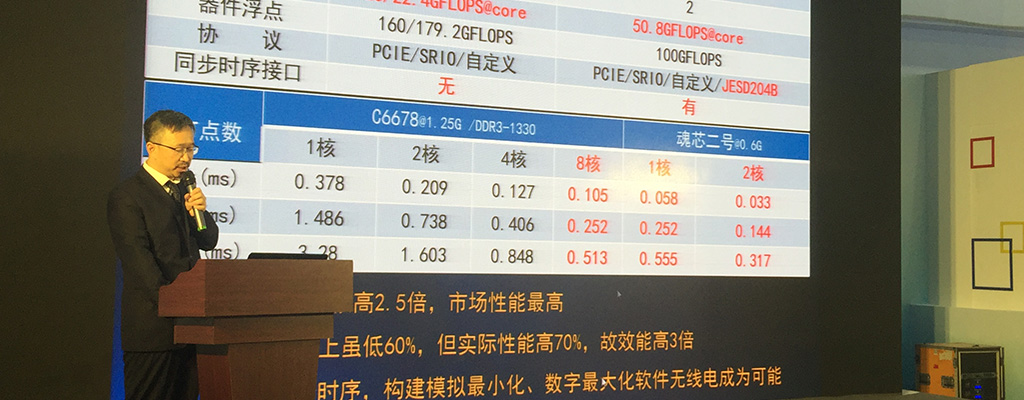 22.4GFLOPS@core 2
器件浮点 160/179.2GFLOPS 50.8GFLOPS@core
协 议 PCIE/SRIO/自定义 100GFLOPS
同步时序接口 无 PCIE/SRIO/自定义/JESD204B
有
点数 C6678@1.25G /DDR3-1330 魂芯二号@0.6G
1核 2核 4核 8核 1核 2核
(ms) 0.378 0.209 0.127 0.105 0.058 0.033
ms) 1.486 0.738 0.406 0.252 0.252 0.144
(ms) 3.28 1.603 0.848 0.513 0.555 0.317
高2.5倍，市场性能最高
上虽低60%，但实际性能高70%，故效能高3倍
时序，构建模拟最小化、数字最大化软件无线电成为可能